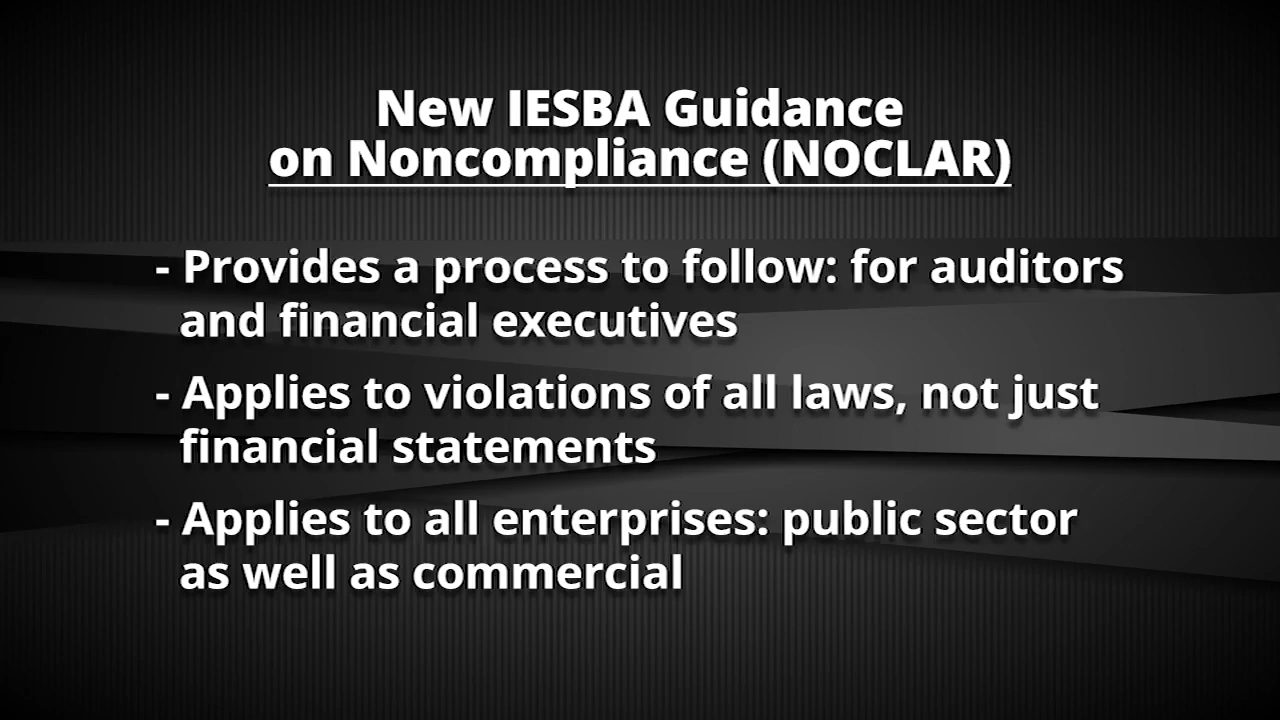 New IESBA Guidance
on Noncompliance (NOCLAR)
- Provides a process to follow: for auditors
and financial executives
- Applies to violations of all laws, not just
financial statements
- Applies to all enterprises: public sector
as well as commercial